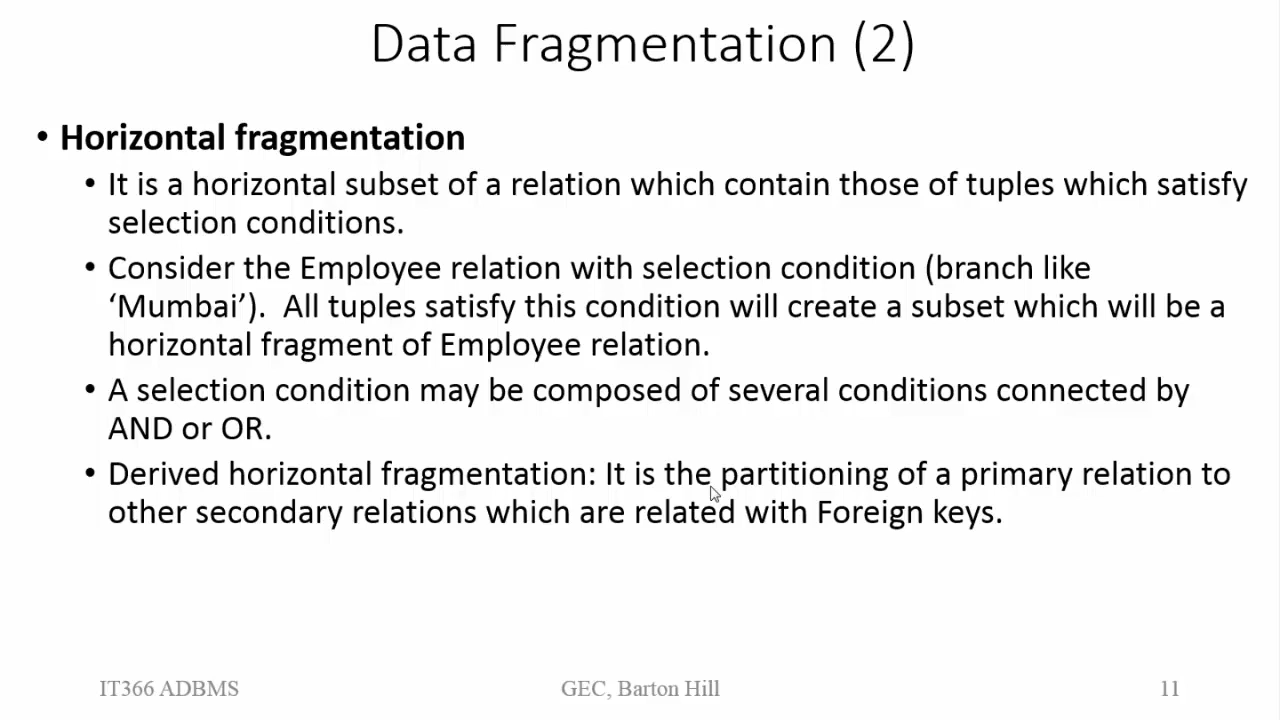 Data Fragmentation (2)
• Horizontal fragmentation
• It is a horizontal subset of a relation which contain those of tuples which satisfy
selection conditions.
• Consider the Employee relation with selection condition (branch like
‘Mumbai’).  All tuples satisfy this condition will create a subset which will be a
horizontal fragment of Employee relation.
• A selection condition may be composed of several conditions connected by
AND or OR.
• Derived horizontal fragmentation: It is the partitioning of a primary relation to
other secondary relations which are related with Foreign keys.
IT366 ADBMS
GEC, Barton Hill
11